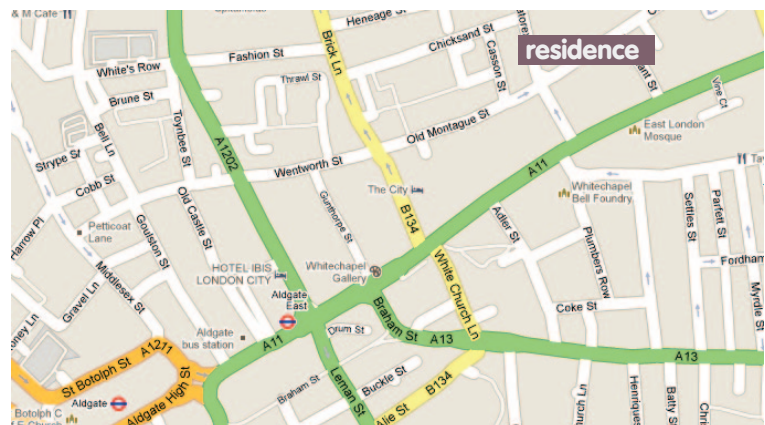 & M Cafe
Heneage St
Brick Ln
Chicksand St
residence
Fashion St
White's Row
Thrawl St
Casson St
Brune St
Toynbee St
Bell Ln
Vine Ct
Old Montague St
East London
Mosque
A1202
Strype St
Wentworth St
A11
Cobb St
The City
Gunthorpe St
Whitechapel
Bell Foundry
Old Castle St
Parfett St
Settles St
Harrow Pl
Petticoat
Lane
Goulston St
B134
Adler St
Plumbers Row
Middlesex St
HOTEL IBIS
LONDON CITY
Whitechapel
Gallery
White Church Ln
Fordham
Gravel Ln
Aldgate
East
Myrdle St
Coke St
Braham St
Drum St
Aldgate
bus station
A11
A13
A13
A1211
St Botolph St
Leman St
Braham St
Buckle St
B134
Alie St
Aldgate High St
Aldgate
Botolph C
Church Ln
Henriques
Batty St
Chris